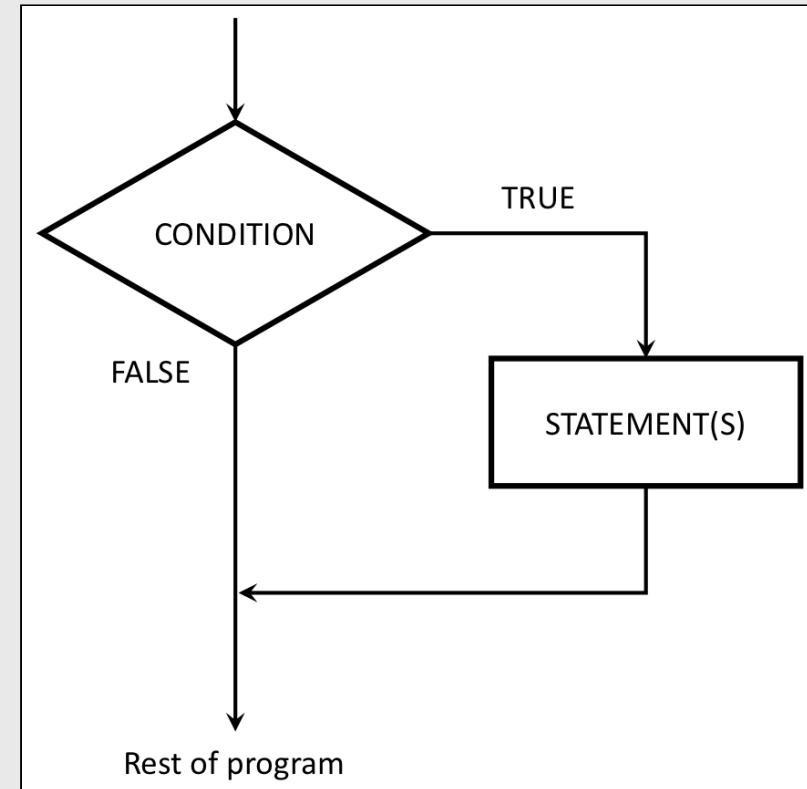 TRUE
CONDITION
FALSE
STATEMENT(S)
Rest of program